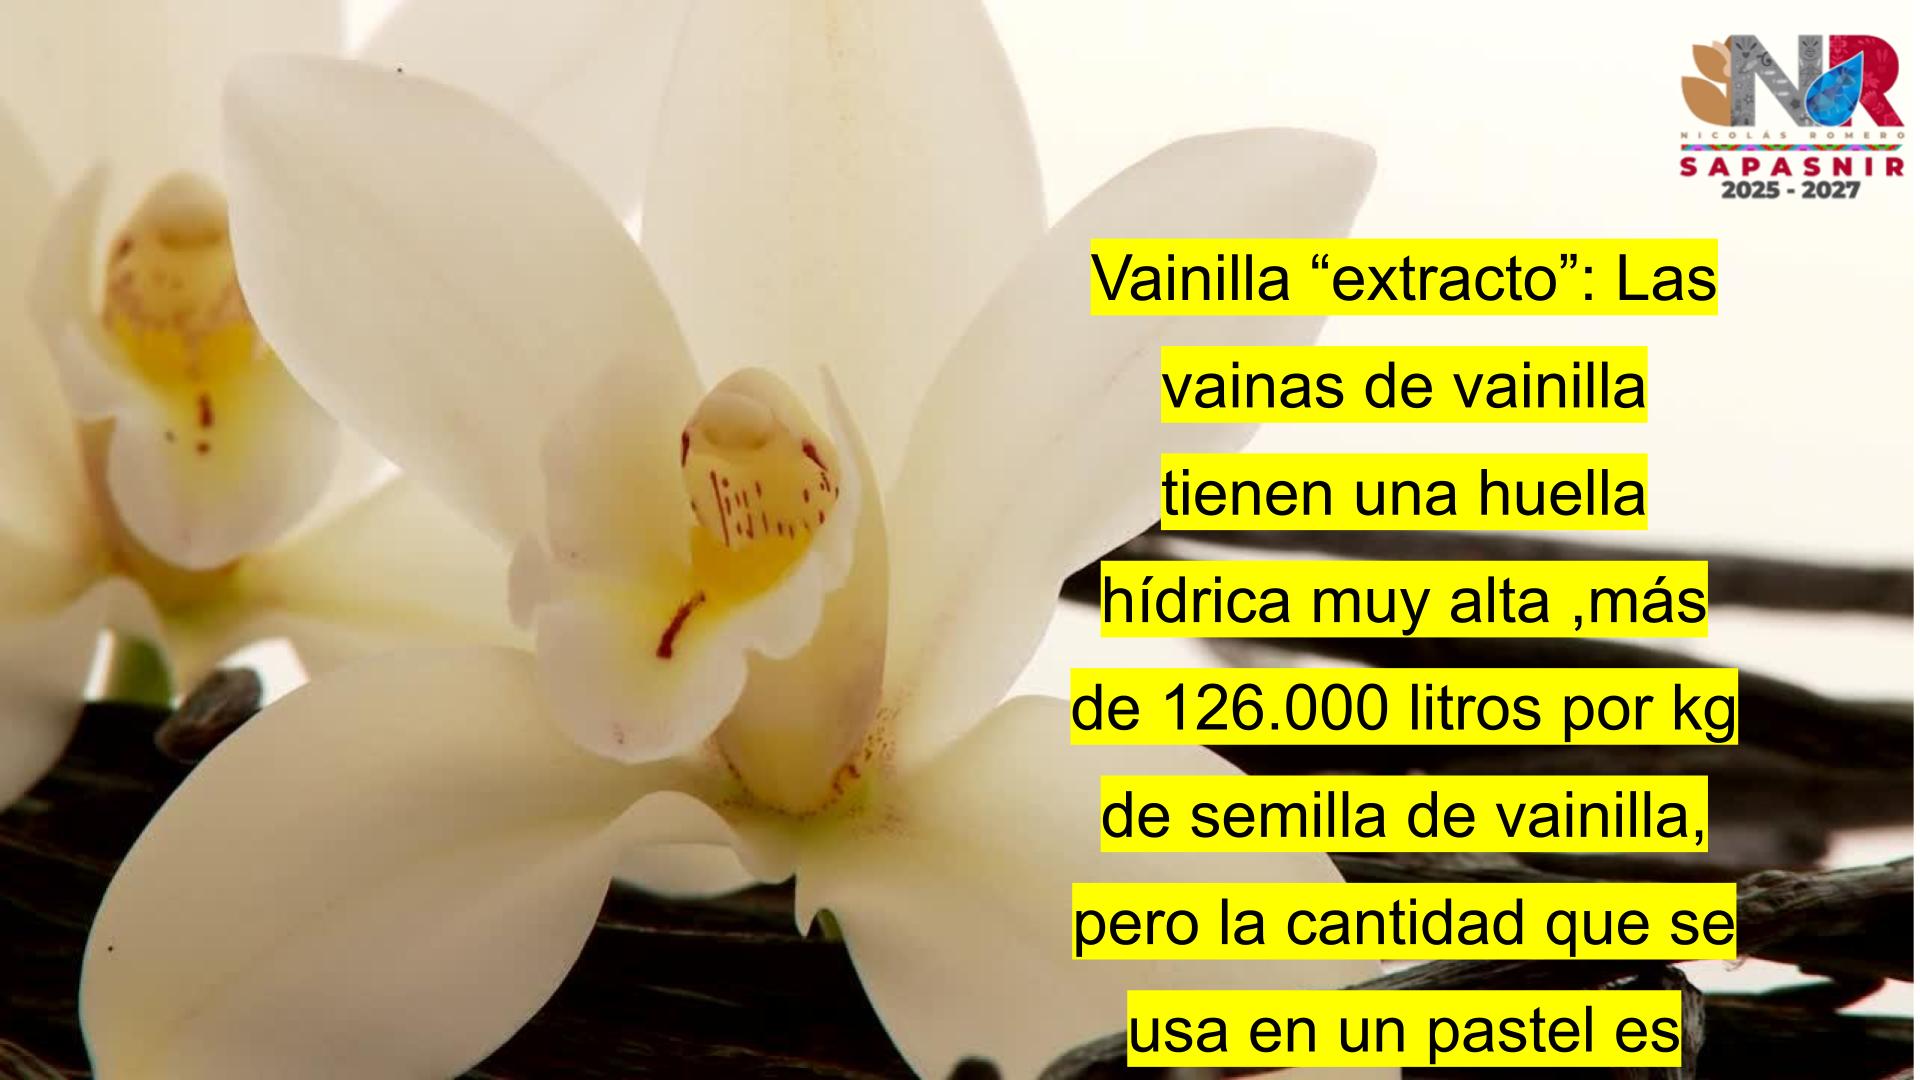 NR
NICOLÁS ROMERO
SAPASNIR
2025 - 2027
Vainilla “extracto”: Las
vainas de vainilla
tienen una huella
hídrica muy alta ,más
de 126.000 litros por kg
de semilla de vainilla,
pero la cantidad que se
usa en un pastel es